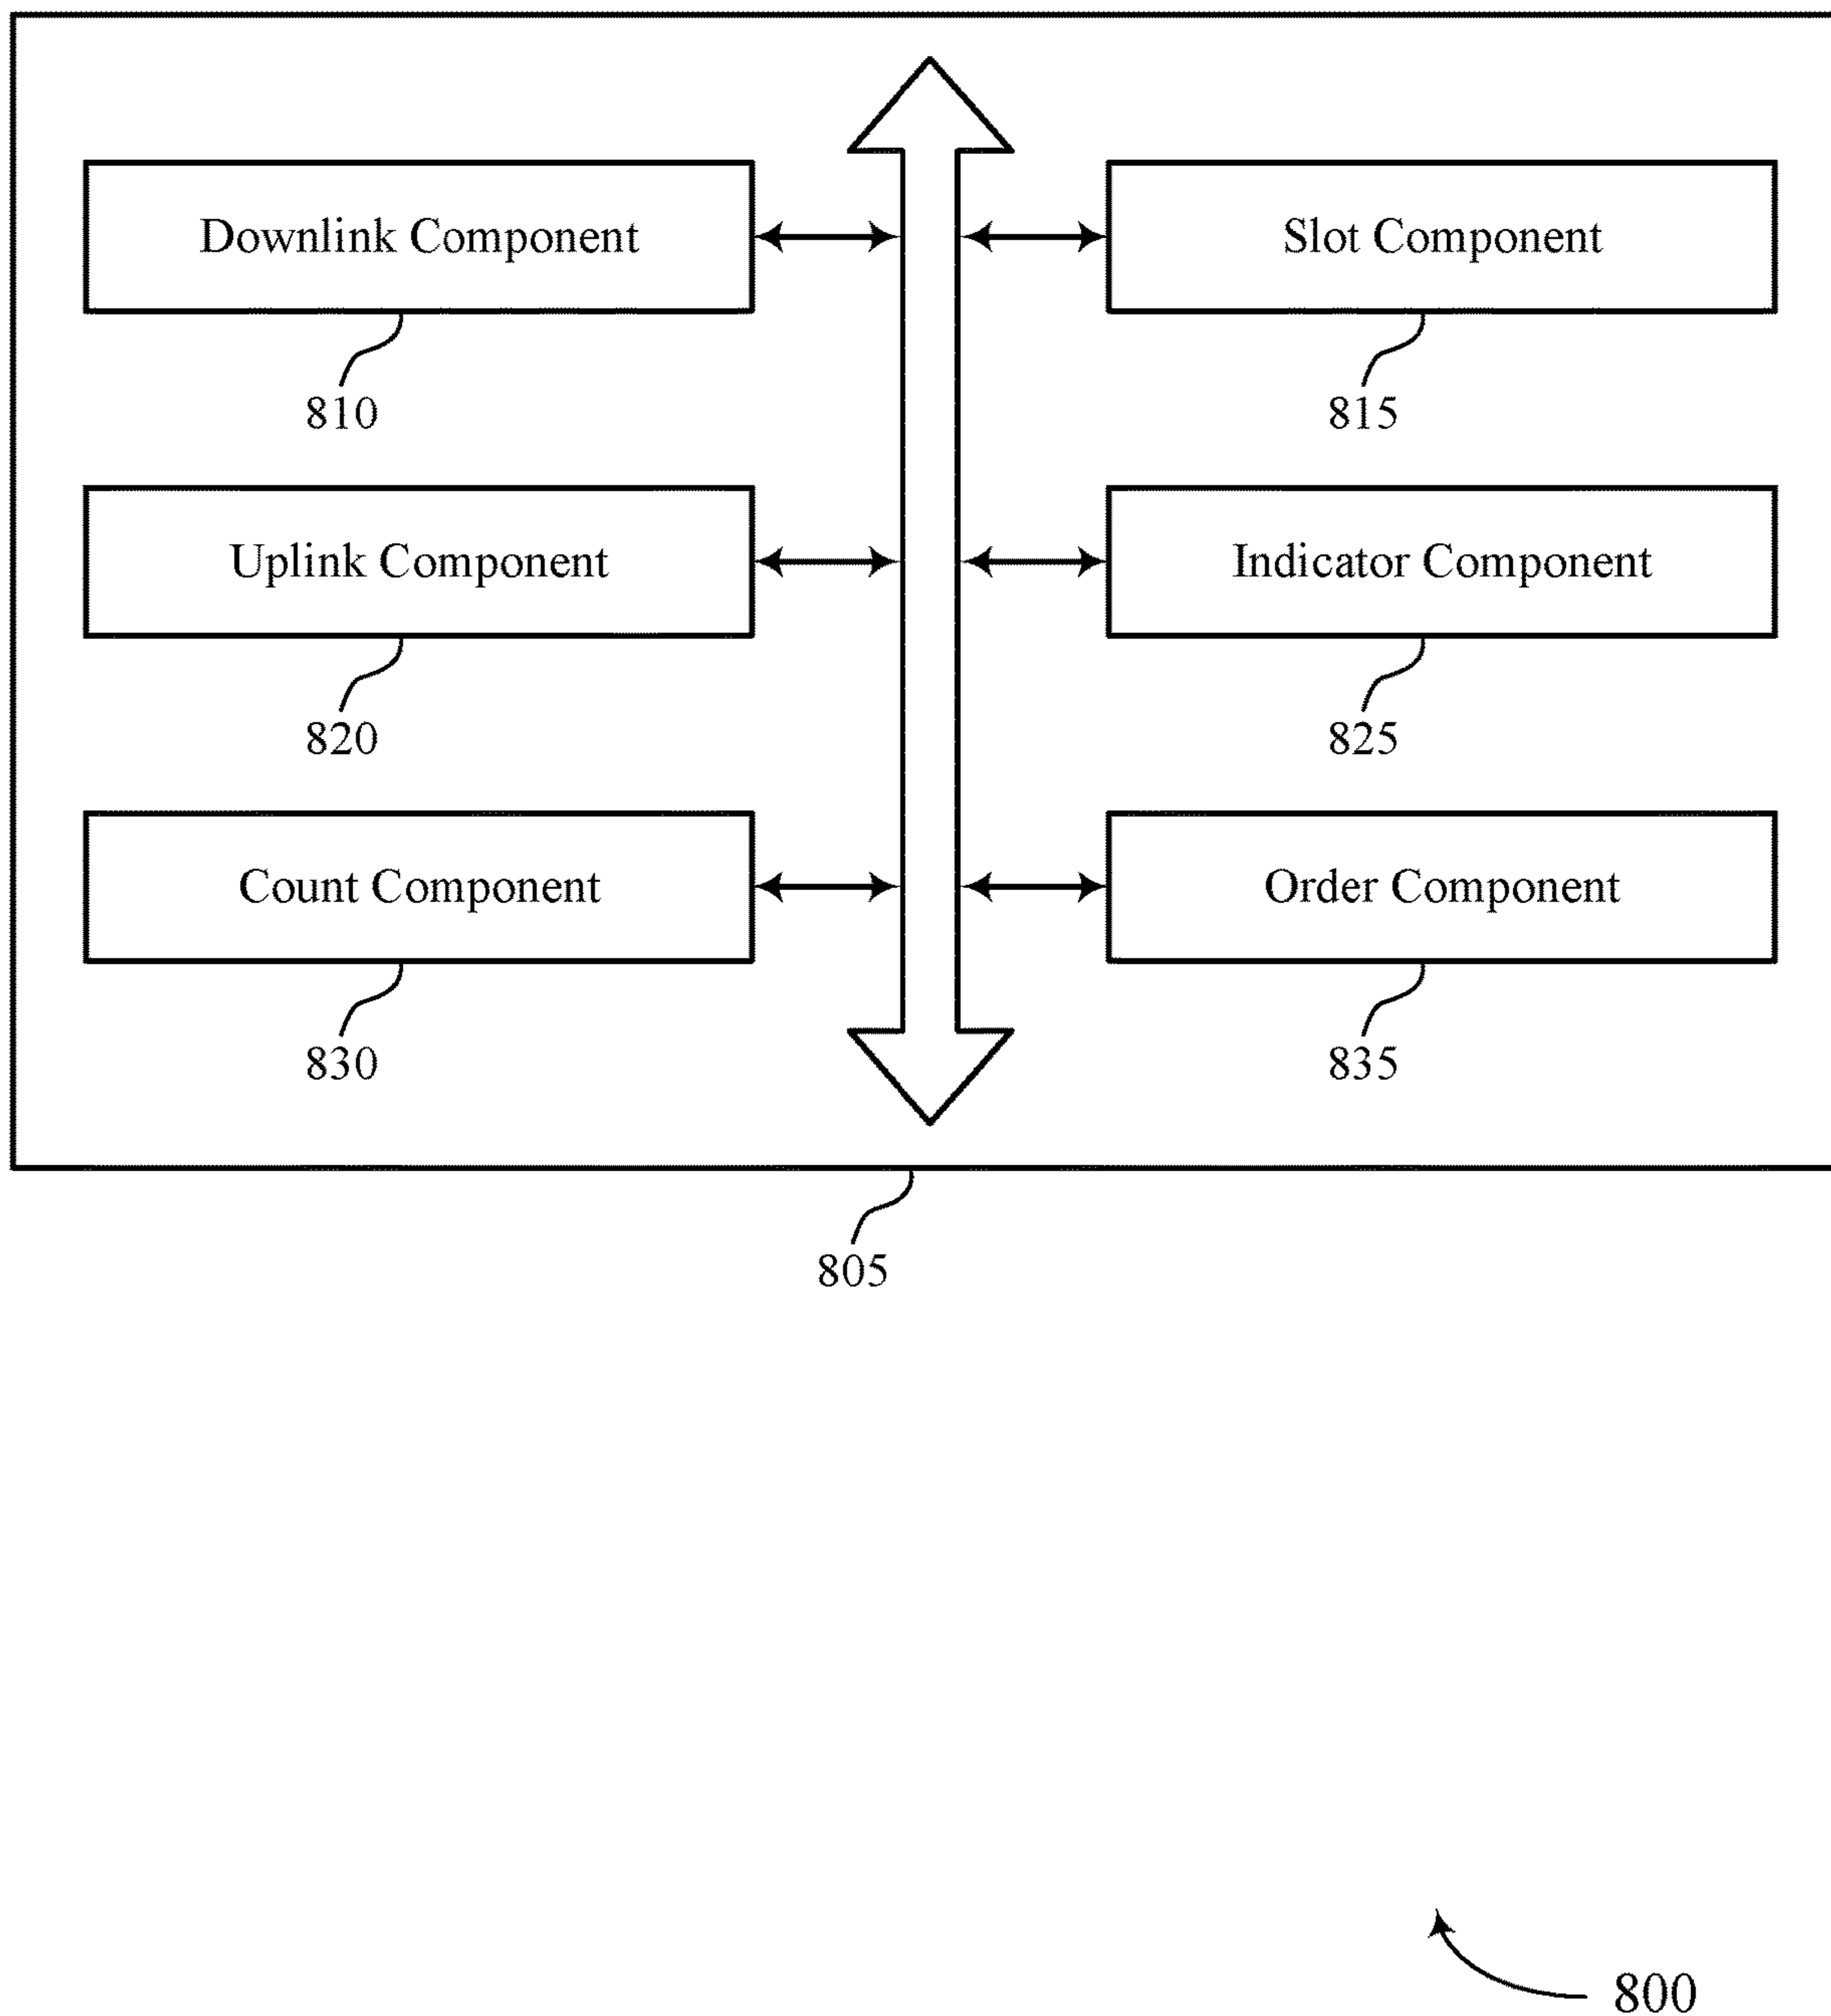 Downlink Component
Slot Component
810
815
Uplink Component
Indicator Component
820
825
Count Component
Order Component
830
835
805
800